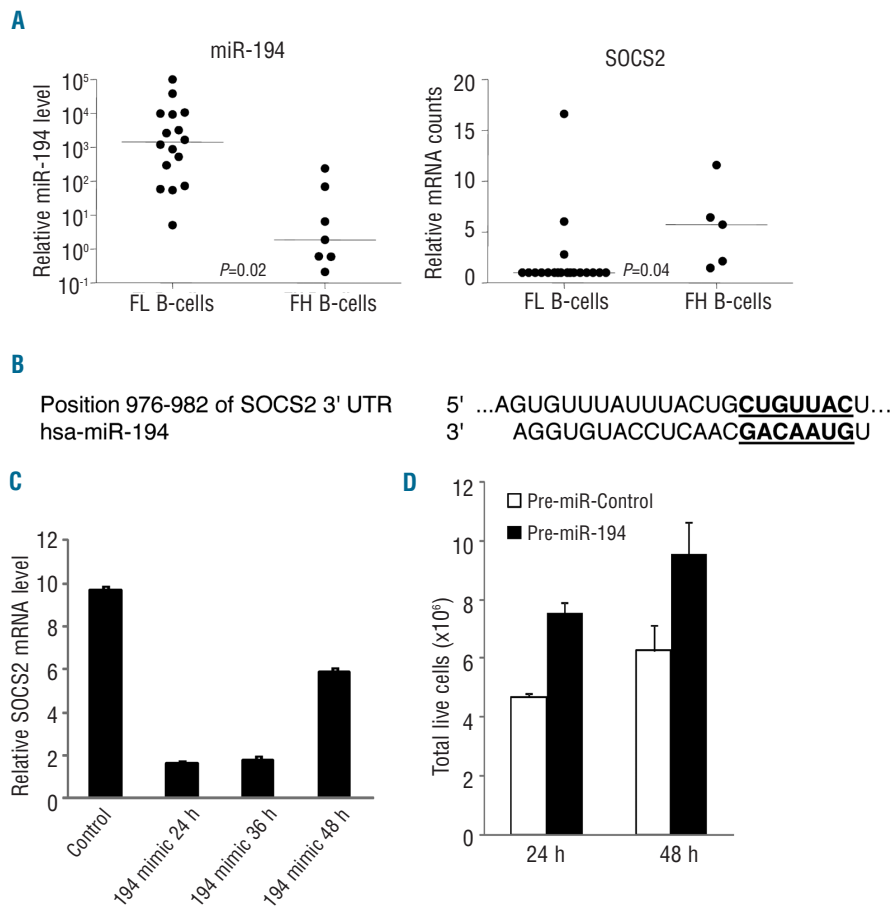 A
miR-194
Relative miR-194 level
10⁵
10⁴
10³
10²
10¹
10⁰
10⁻¹
P=0.02
FL B-cells
FH B-cells
SOCS2
Relative mRNA counts
20
15
10
5
0
P=0.04
FL B-cells
FH B-cells
B
Position 976-982 of SOCS2 3' UTR 5' ...AGUGUUUAUUUACUGCUGUUACU...
hsa-miR-194 3' AGGUGUACCUCAACGACAAUGU
C
Relative SOCS2 mRNA level
12
10
8
6
4
2
0
Control
194 mimic 24 h
194 mimic 36 h
194 mimic 48 h
D
Total live cells (x10⁶)
12
10
8
6
4
2
0
Pre-miR-Control
Pre-miR-194
24 h
48 h